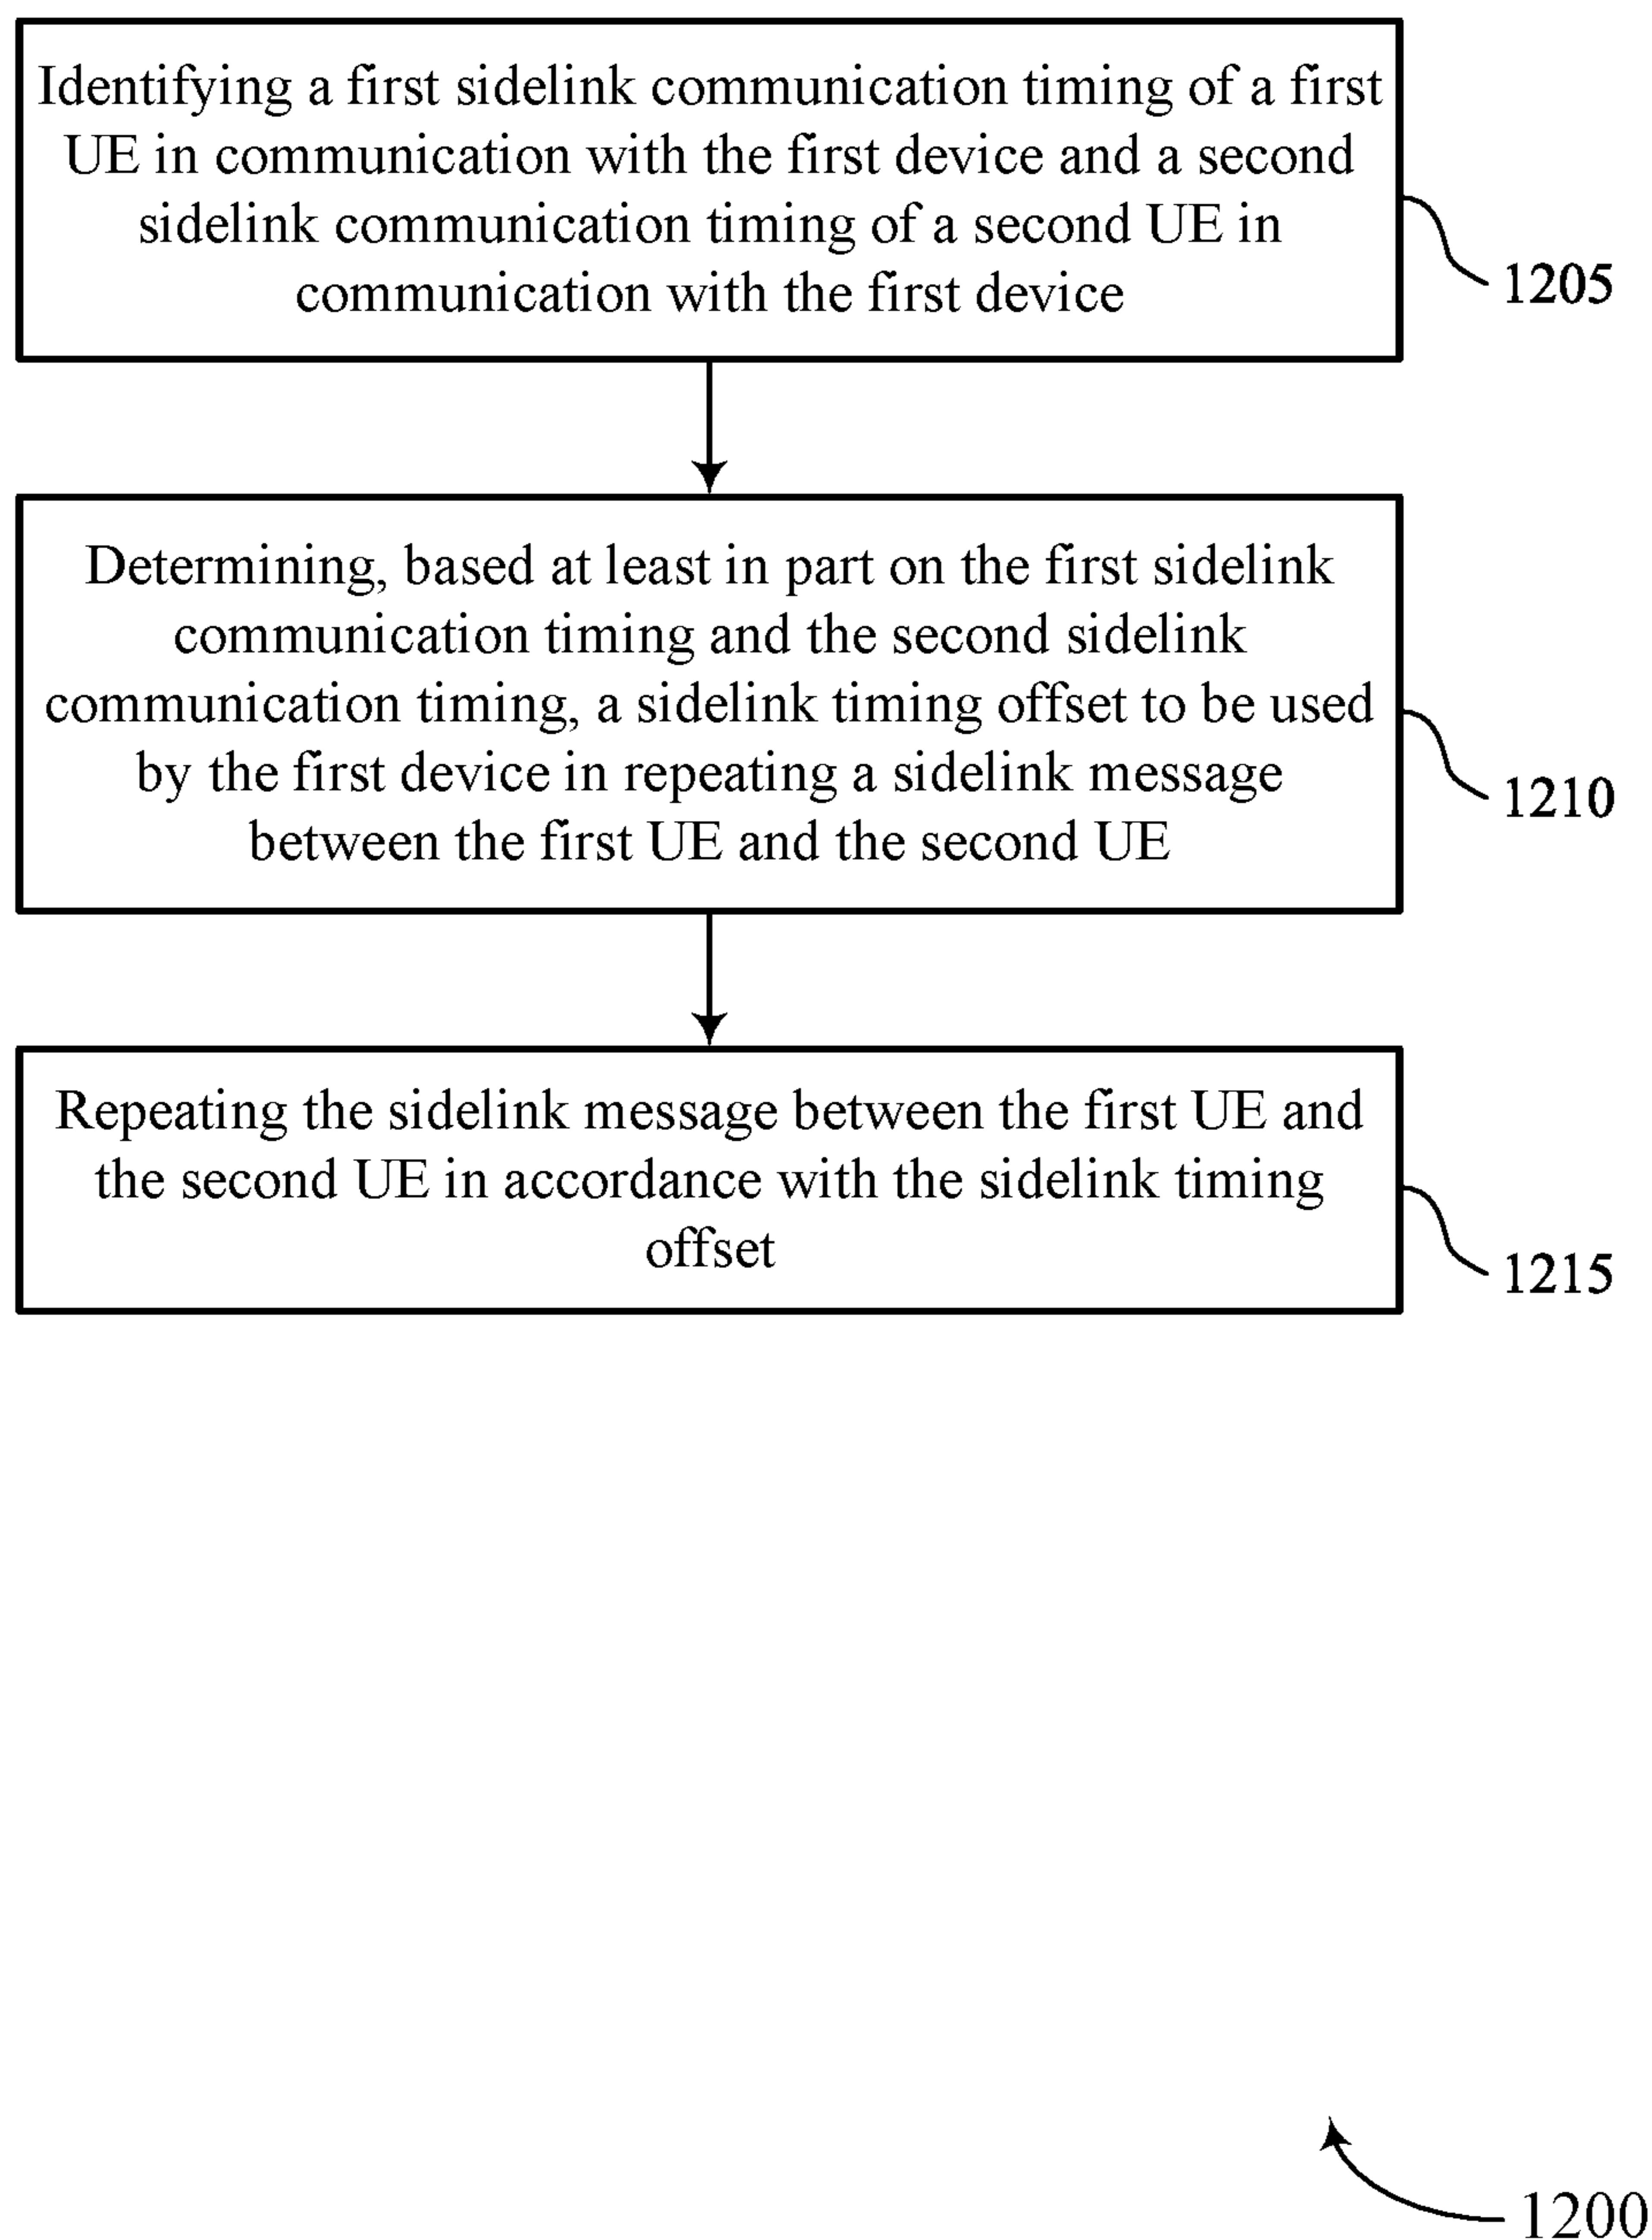 Identifying a first sidelink communication timing of a first
UE in communication with the first device and a second
sidelink communication timing of a second UE in
communication with the first device
1205
Determining, based at least in part on the first sidelink
communication timing and the second sidelink
communication timing, a sidelink timing offset to be used
by the first device in repeating a sidelink message
between the first UE and the second UE
1210
Repeating the sidelink message between the first UE and
the second UE in accordance with the sidelink timing
offset
1215
1200